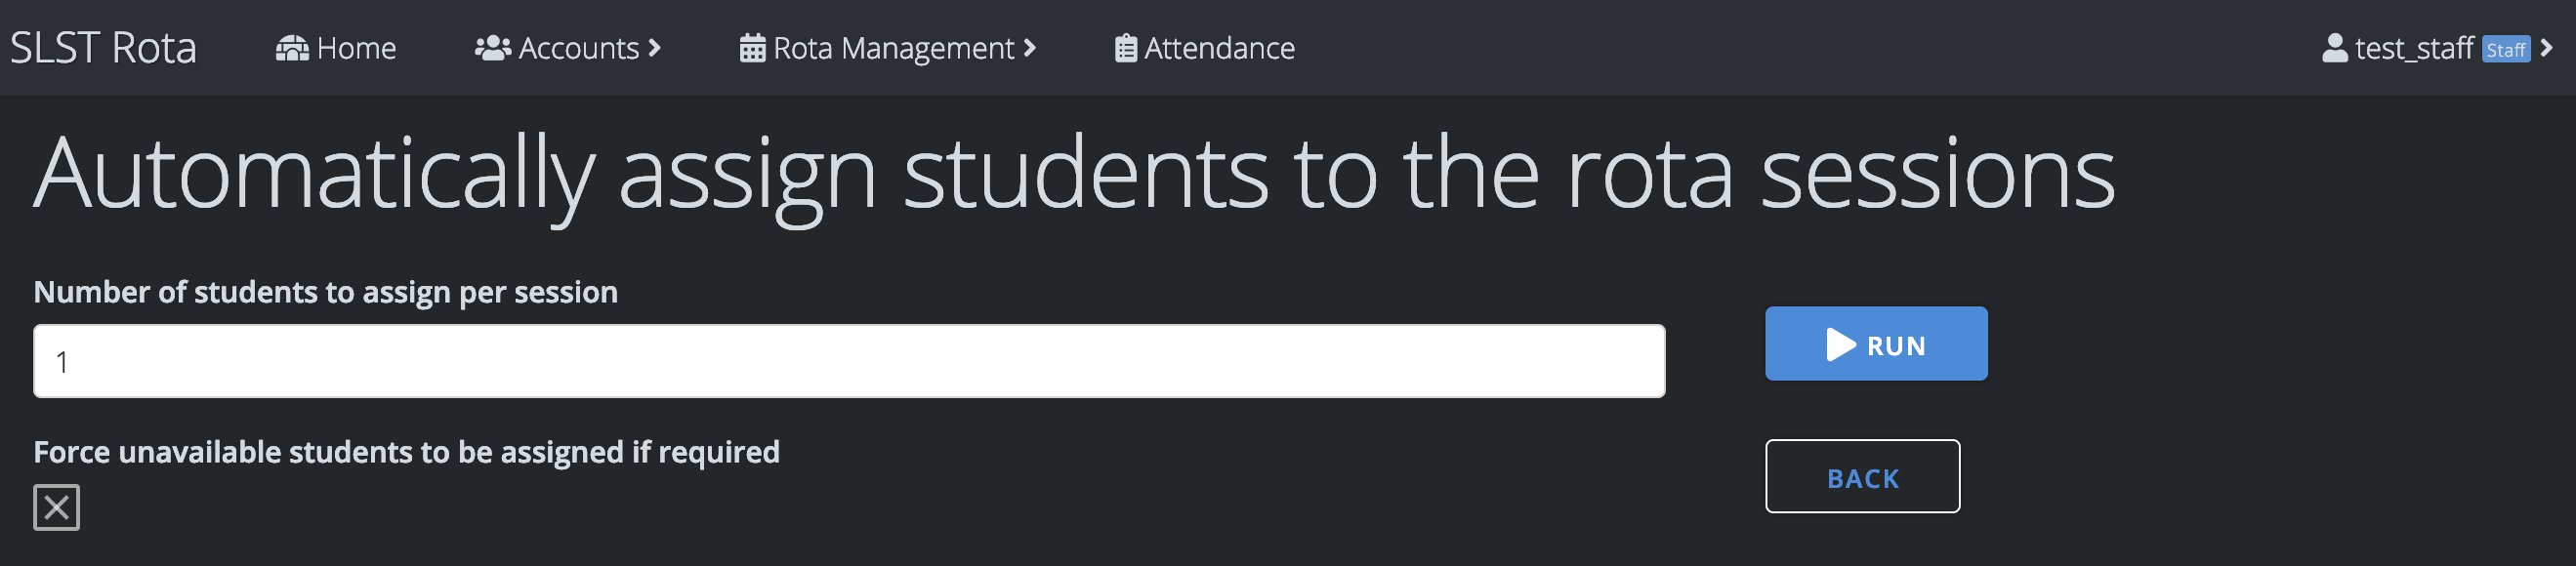 SLST Rota Home Accounts Rota Management Attendance test_staff Staff
Automatically assign students to the rota sessions
Number of students to assign per session
1
RUN
Force unavailable students to be assigned if required
BACK